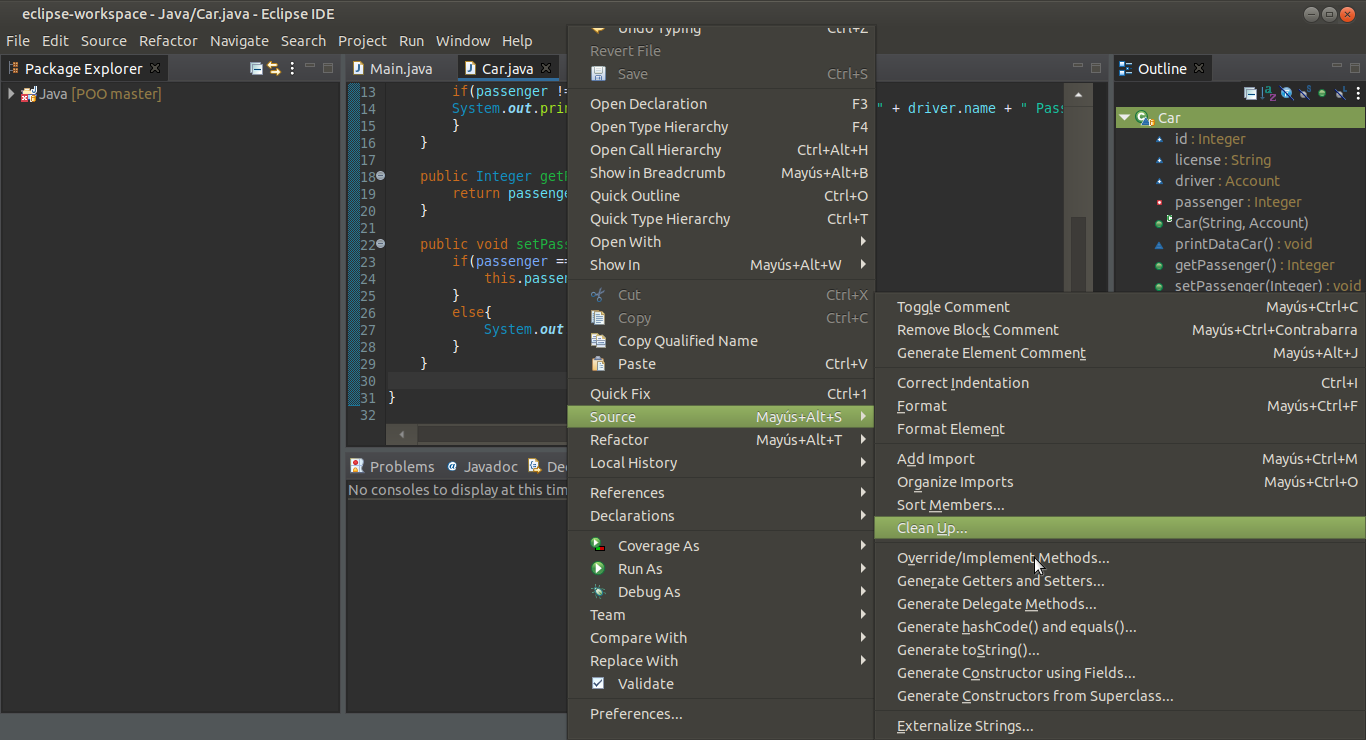 eclipse-workspace - Java/Car.java - Eclipse IDE
File Edit Source Refactor Navigate Search Project Run Window Help
Package Explorer
Java [POO master]
Main.java
Car.java
13 if(passenger !=
14 System.out.prin " + driver.name + " Pass
15 }
16 }
17
18 public Integer getP
19 return passenge
20 }
21
22 public void setPass
23 if(passenger ==
24 this.passen
25 }
26 else{
27 System.out
28 }
29 }
30
31 }
32
Problems Javadoc Dec
No consoles to display at this tim
Undo Typing Ctrl+Z
Revert File
Save Ctrl+S
Open Declaration F3
Open Type Hierarchy F4
Open Call Hierarchy Ctrl+Alt+H
Show in Breadcrumb Mayús+Alt+B
Quick Outline Ctrl+O
Quick Type Hierarchy Ctrl+T
Open With
Show In Mayús+Alt+W
Cut Ctrl+X
Copy Ctrl+C
Copy Qualified Name
Paste Ctrl+V
Quick Fix Ctrl+1
Source Mayús+Alt+S
Refactor Mayús+Alt+T
Local History
References
Declarations
Coverage As
Run As
Debug As
Team
Compare With
Replace With
Validate
Preferences...
Outline
Car
id : Integer
license : String
driver : Account
passenger : Integer
Car(String, Account)
printDataCar() : void
getPassenger() : Integer
setPassenger(Integer) : void
Toggle Comment Mayús+Ctrl+C
Remove Block Comment Mayús+Ctrl+Contrabarra
Generate Element Comment Mayús+Alt+J
Correct Indentation Ctrl+I
Format Mayús+Ctrl+F
Format Element
Add Import Mayús+Ctrl+M
Organize Imports Mayús+Ctrl+O
Sort Members...
Clean Up...
Override/Implement Methods...
Generate Getters and Setters...
Generate Delegate Methods...
Generate hashCode() and equals()...
Generate toString()...
Generate Constructor using Fields...
Generate Constructors from Superclass...
Externalize Strings...